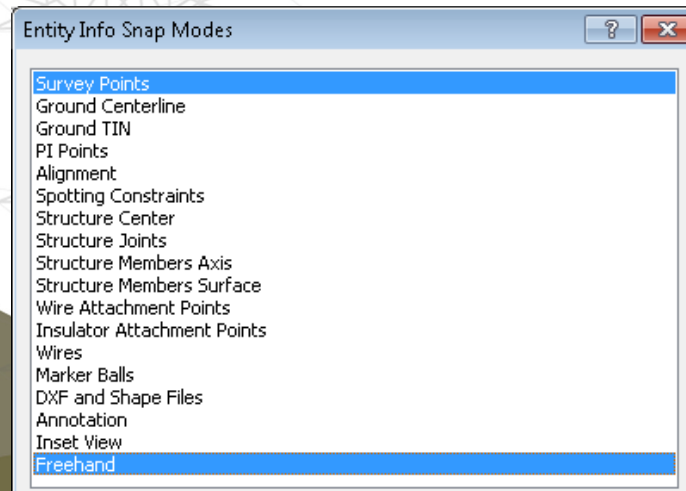 Entity Info Snap Modes
Survey Points
Ground Centerline
Ground TIN
PI Points
Alignment
Spotting Constraints
Structure Center
Structure Joints
Structure Members Axis
Structure Members Surface
Wire Attachment Points
Insulator Attachment Points
Wires
Marker Balls
DXF and Shape Files
Annotation
Inset View
Freehand